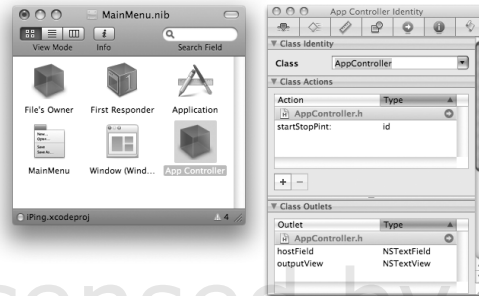 MainMenu.nib
View Mode
Info
Search Field
File's Owner
First Responder
Application
MainMenu
Window (Wind...
App Controller
iPing.xcodeproj
4
App Controller Identity
Class Identity
Class
AppController
Class Actions
Action
Type
AppController.h
startStopPint:
id
+ −
Class Outlets
Outlet
Type
AppController.h
hostField
NSTextField
outputView
NSTextView